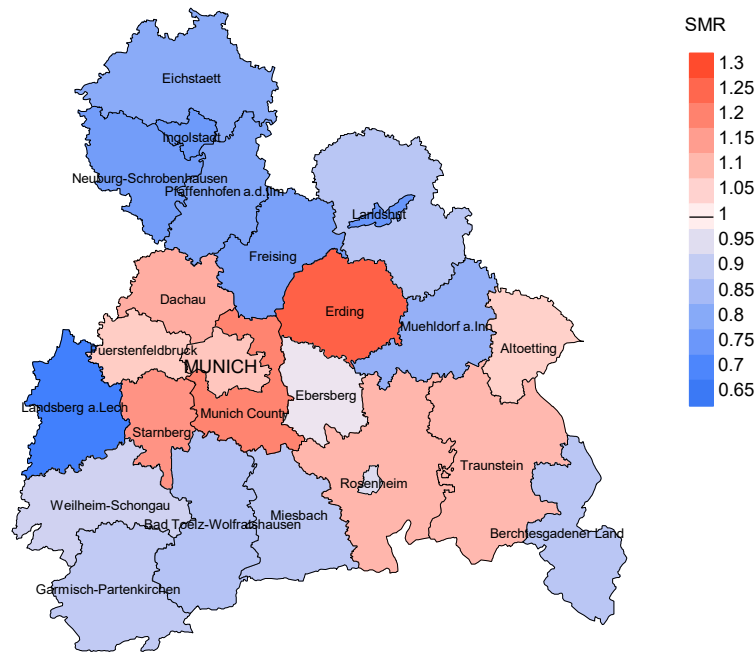 SMR
1.3
1.25
1.2
1.15
1.1
1.05
1
0.95
0.9
0.85
0.8
0.75
0.7
0.65
Eichstaett
Ingolstadt
Neuburg-Schrobenhausen
Pfaffenhofen a.d.Ilm
Landshut
Freising
Dachau
Erding
Muehldorf a.Inn
Altoetting
Fuerstenfeldbruck
MUNICH
Ebersberg
Landsberg a.Lech
Starnberg
Munich County
Traunstein
Rosenheim
Weilheim-Schongau
Miesbach
Bad Toelz-Wolfratshausen
Berchtesgadener Land
Garmisch-Partenkirchen